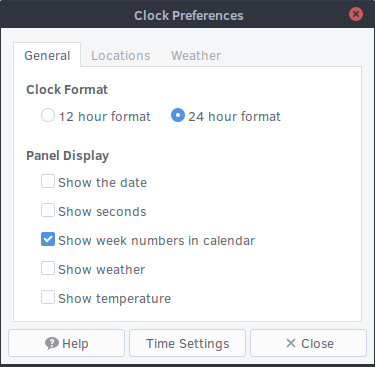 Clock Preferences
General Locations Weather
Clock Format
12 hour format 24 hour format
Panel Display
Show the date
Show seconds
Show week numbers in calendar
Show weather
Show temperature
Help Time Settings Close